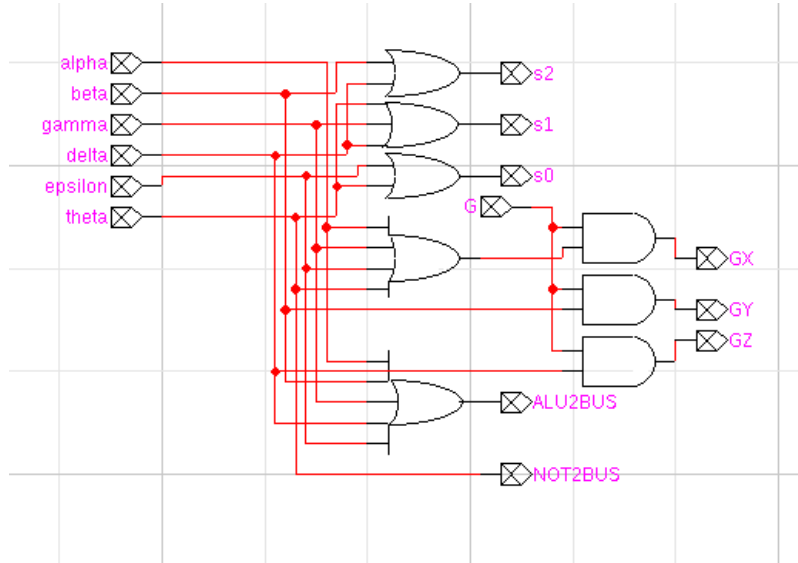 alpha
beta
gamma
delta
epsilon
theta
s2
s1
s0
G
GX
GY
GZ
ALU2BUS
NOT2BUS